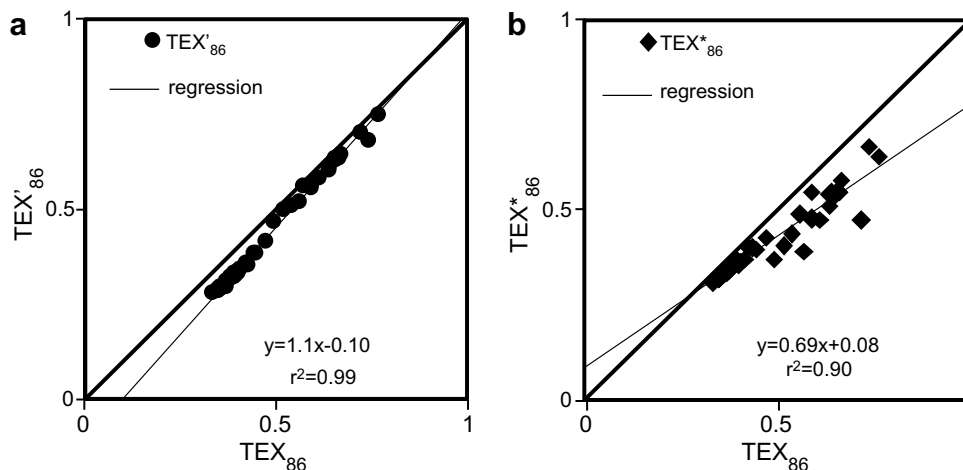 a
1
TEX’86
regression
TEX’86
0.5
y=1.1x-0.10
r2=0.99
0
0
0.5
1
TEX86
b
1
TEX*86
regression
TEX*86
0.5
y=0.69x+0.08
r2=0.90
0
0
0.5
TEX86